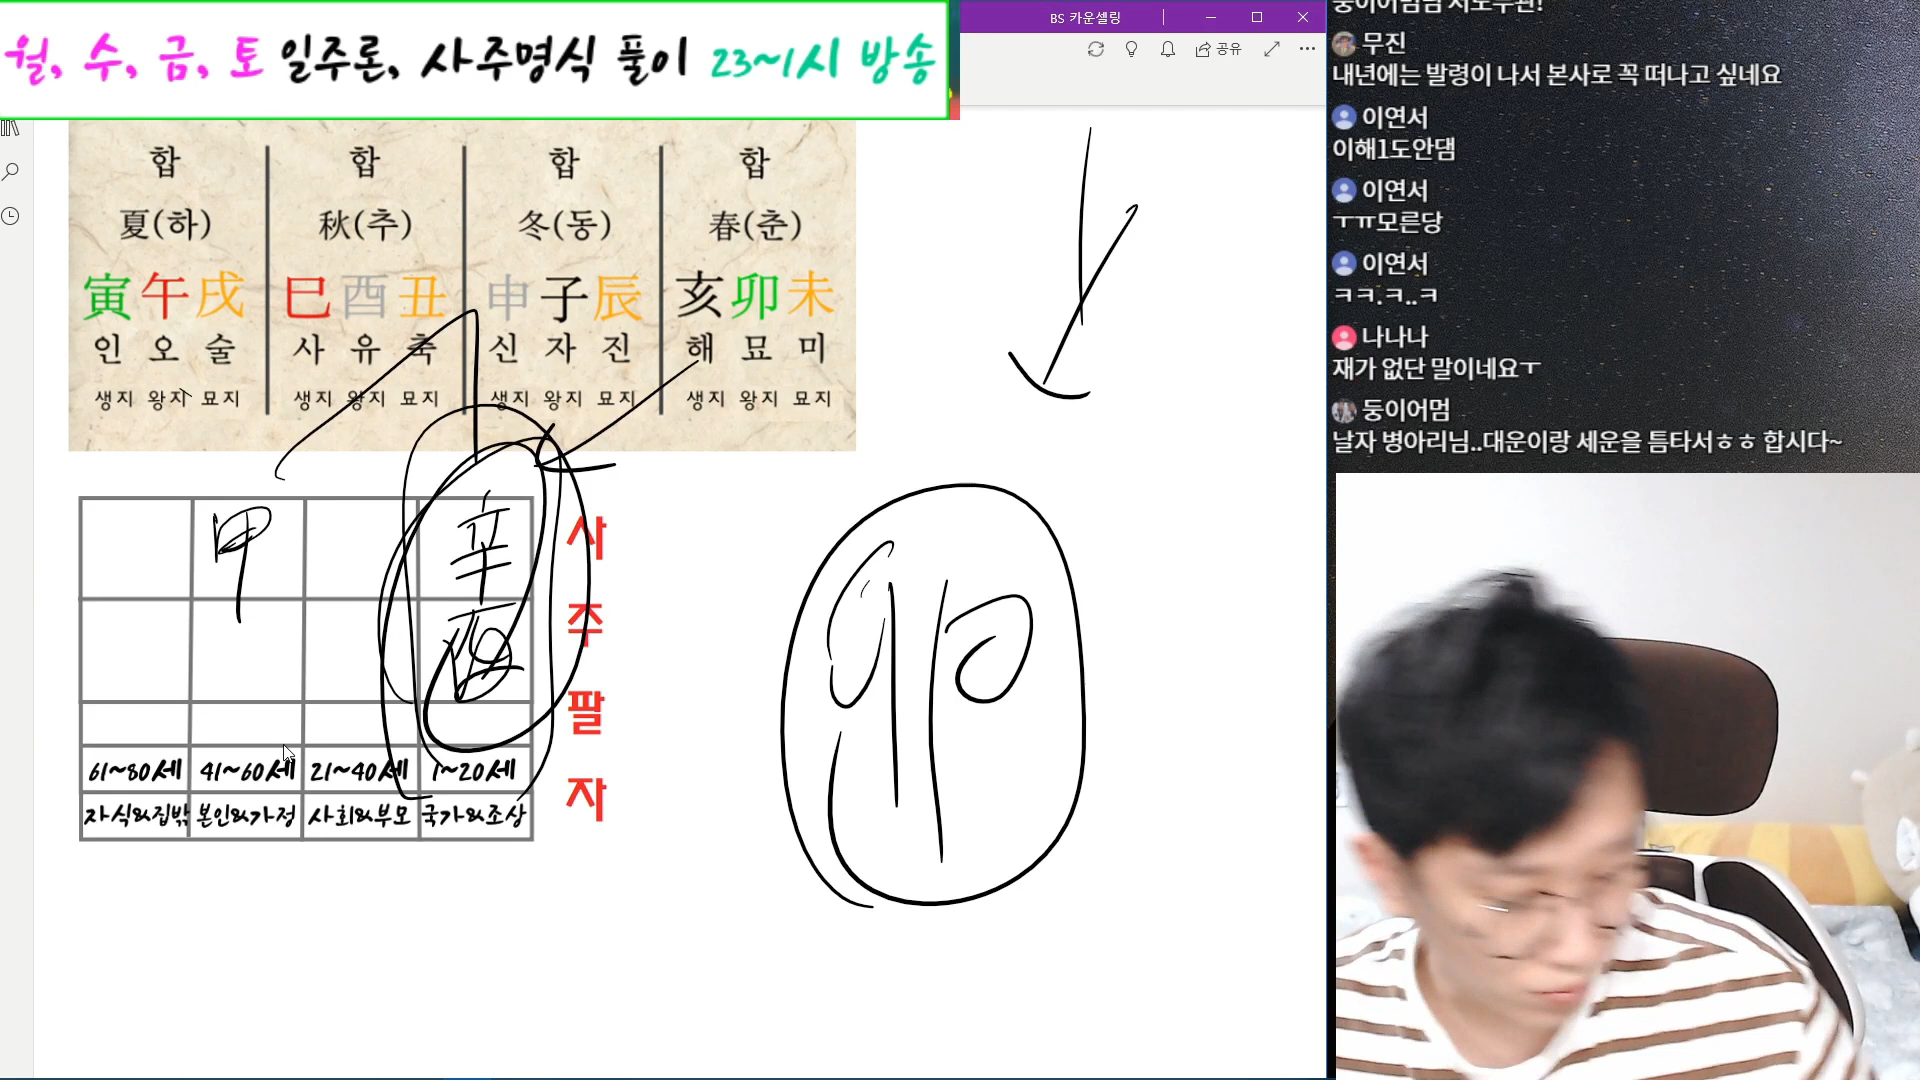 월, 수, 금, 토 일주론, 사주명식 풀이 23~1시 방송
BS 카운셀링
공유
합 합 합 합
夏(하) 秋(추) 冬(동) 春(춘)
寅午戌 巳酉丑 申子辰 亥卯未
인 오 술 사 유 축 신 자 진 해 묘 미
생지 왕지 묘지 생지 왕지 묘지 생지 왕지 묘지 생지 왕지 묘지
甲 辛
酉
사
주
팔
자
61~80세 41~60세 21~40세 1~20세
자식&집밖 본인&가정 사회&부모 국가&조상
卯
무진
내년에는 발령이 나서 본사로 꼭 떠나고 싶네요
이연서
이해1도안댐
이연서
ㅜㅠ모른당
이연서
ㅋㅋ.ㅋ..ㅋ
나나나
재가 없단 말이네요ㅜ
둥이어멈
날자 병아리님..대운이랑 세운을 틈타서ㅎㅎ 합시다~